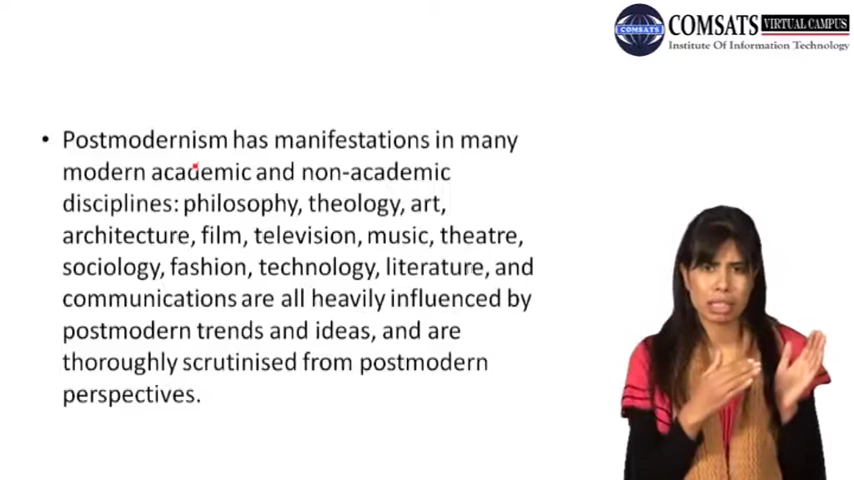 COMSATS VIRTUAL CAMPUS
COMSATS
Institute Of Information Technology
• Postmodernism has manifestations in many
modern academic and non-academic
disciplines: philosophy, theology, art,
architecture, film, television, music, theatre,
sociology, fashion, technology, literature, and
communications are all heavily influenced by
postmodern trends and ideas, and are
thoroughly scrutinised from postmodern
perspectives.